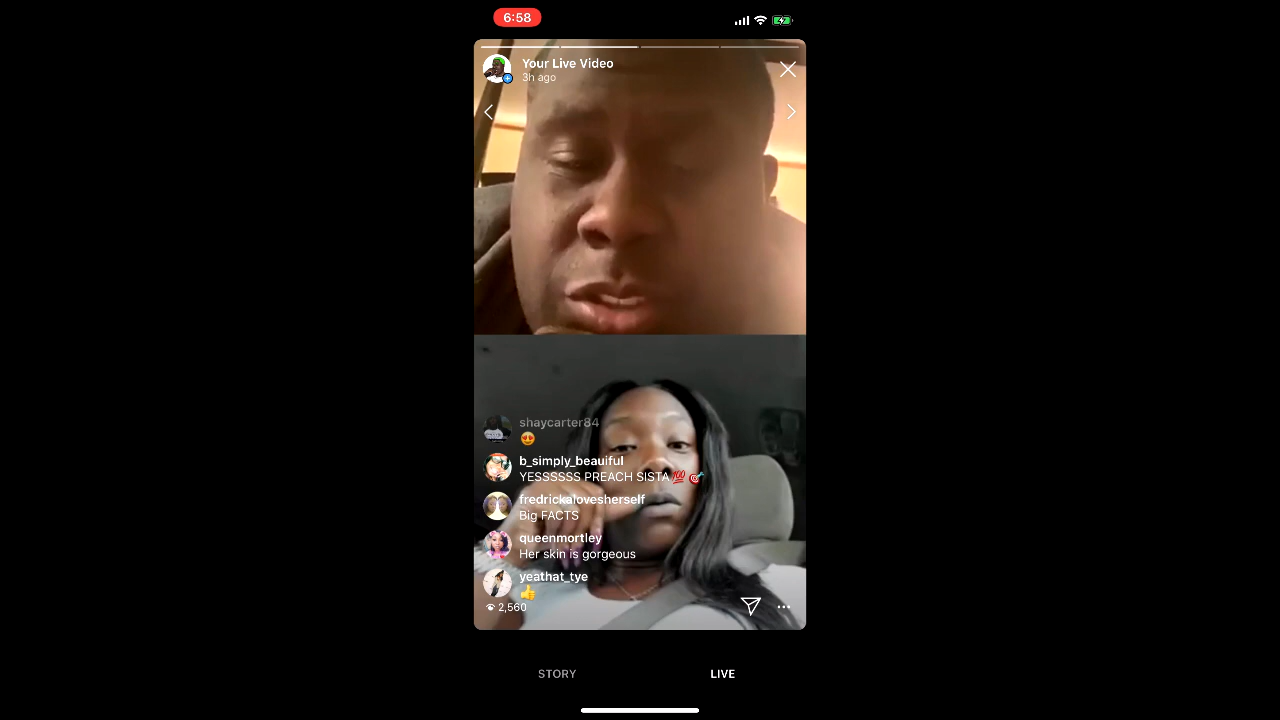 6:58
Your Live Video
3h ago
shaycarter84
😍
b_simply_beauiful
YESSSSSS PREACH SISTA💯🎯
fredrickalovesherself
Big FACTS
queenmortley
Her skin is gorgeous
yeathat_tye
👍
2,560
STORY
LIVE